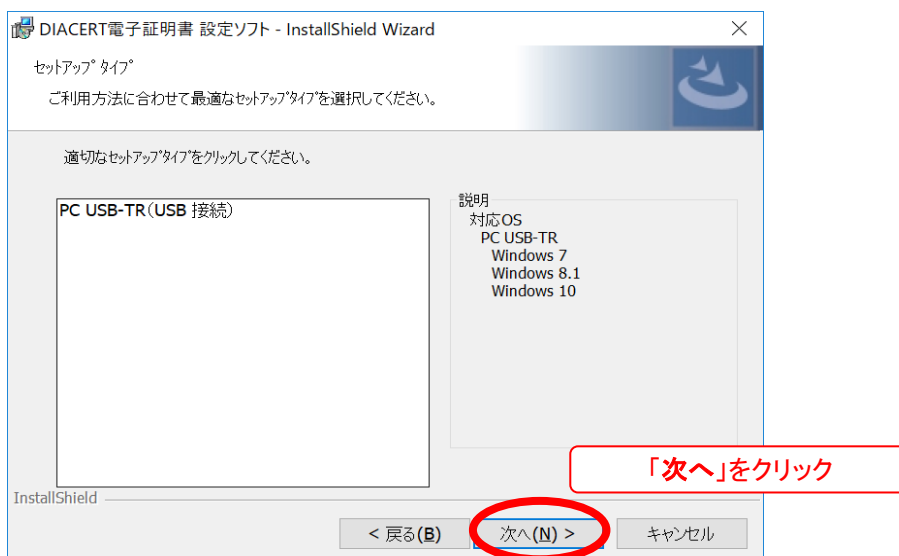 DIACERT電子証明書 設定ソフト - InstallShield Wizard
セットアップ タイプ
ご利用方法に合わせて最適なセットアップタイプを選択してください。
適切なセットアップタイプをクリックしてください。
PC USB-TR(USB 接続)
説明
対応OS
PC USB-TR
Windows 7
Windows 8.1
Windows 10
「次へ」をクリック
InstallShield
< 戻る(B)
次へ(N) >
キャンセル